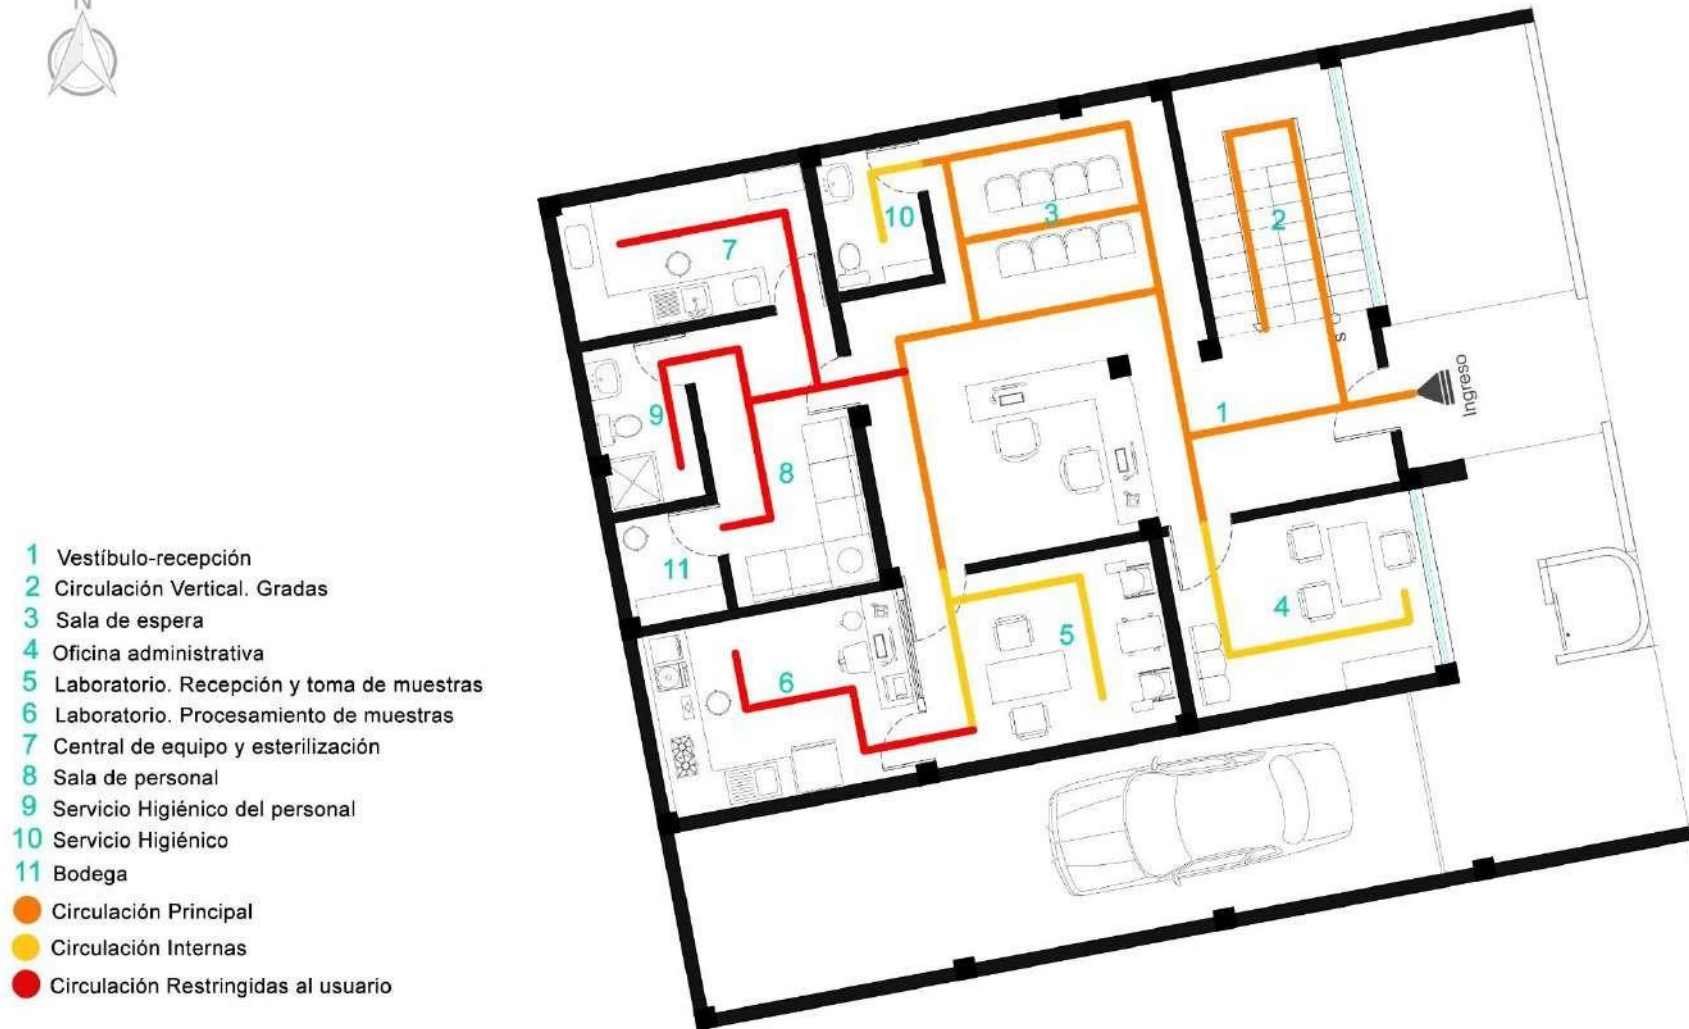 N
7
10
3
2
S
Ingreso
9
1
8
11
4
5
6
1 Vestíbulo-recepción
2 Circulación Vertical. Gradas
3 Sala de espera
4 Oficina administrativa
5 Laboratorio. Recepción y toma de muestras
6 Laboratorio. Procesamiento de muestras
7 Central de equipo y esterilización
8 Sala de personal
9 Servicio Higiénico del personal
10 Servicio Higiénico
11 Bodega
Circulación Principal
Circulación Internas
Circulación Restringidas al usuario